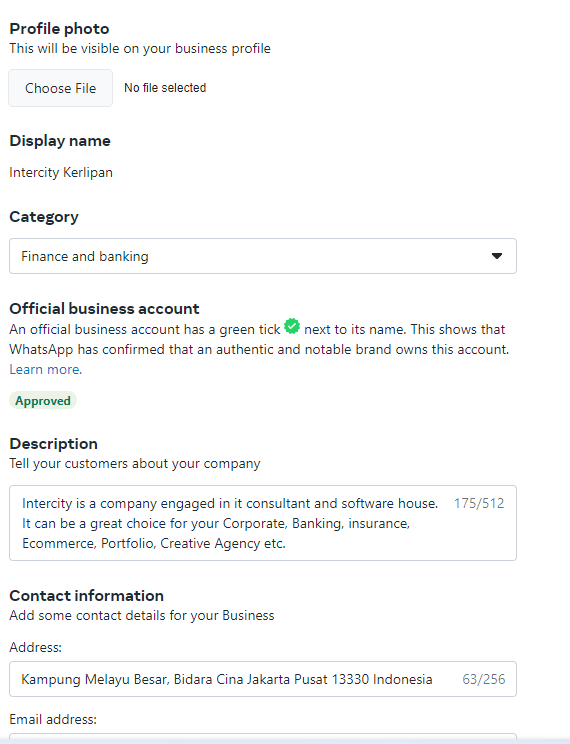 Profile photo
This will be visible on your business profile
Choose File No file selected
Display name
Intercity Kerlipan
Category
Finance and banking
Official business account
An official business account has a green tick next to its name. This shows that
WhatsApp has confirmed that an authentic and notable brand owns this account.
Learn more.
Approved
Description
Tell your customers about your company
Intercity is a company engaged in it consultant and software house. 175/512
It can be a great choice for your Corporate, Banking, insurance,
Ecommerce, Portfolio, Creative Agency etc.
Contact information
Add some contact details for your Business
Address:
Kampung Melayu Besar, Bidara Cina Jakarta Pusat 13330 Indonesia 63/256
Email address: